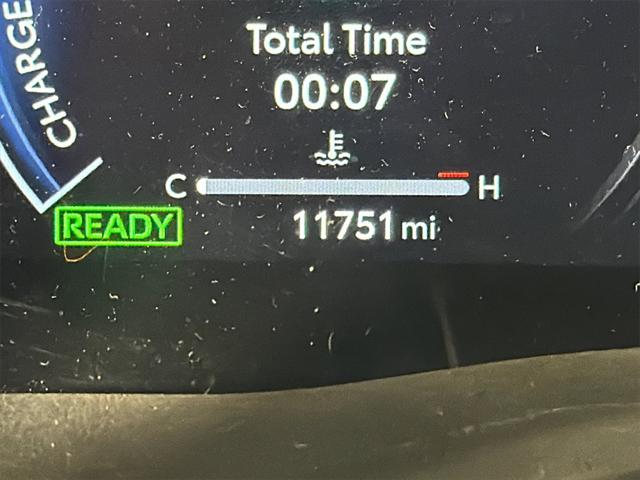 CHARGE
Total Time
00:07
C H
READY
11751 mi